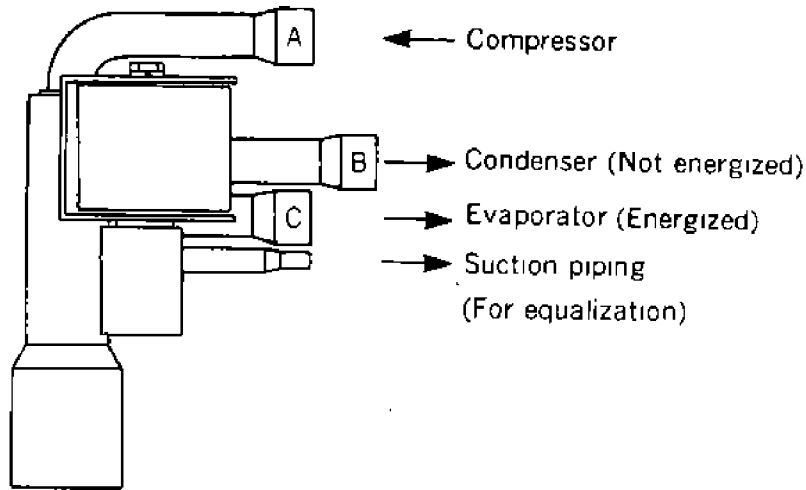 A
Compressor
B
Condenser (Not energized)
C
Evaporator (Energized)
Suction piping
(For equalization)